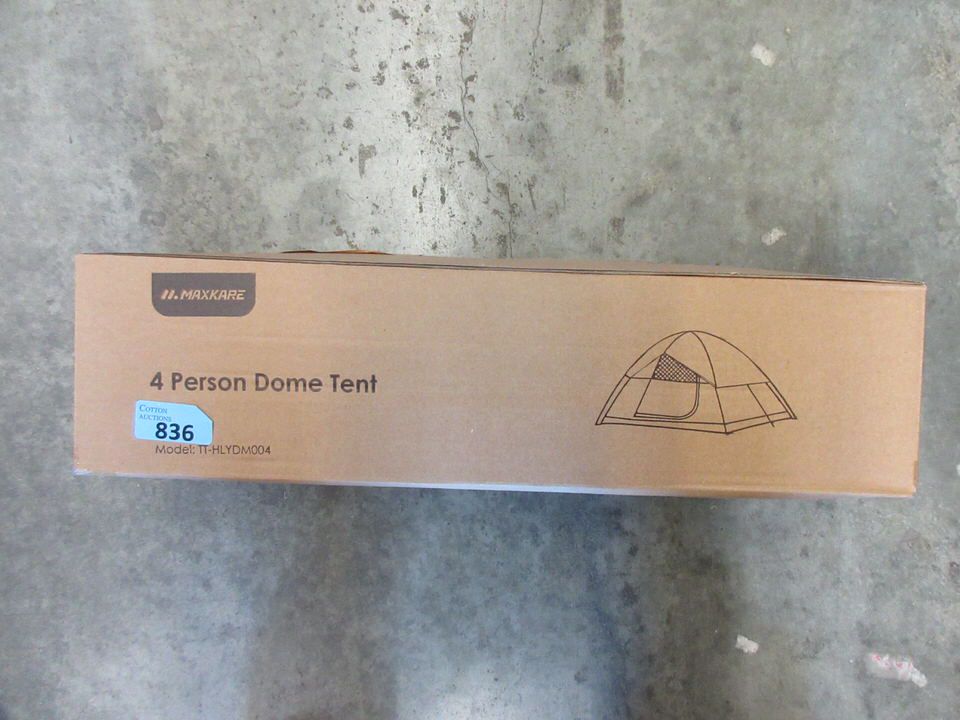 MAXKARE
4 Person Dome Tent
COTTON
AUCTIONS
836
Model: TT-HLYDM004